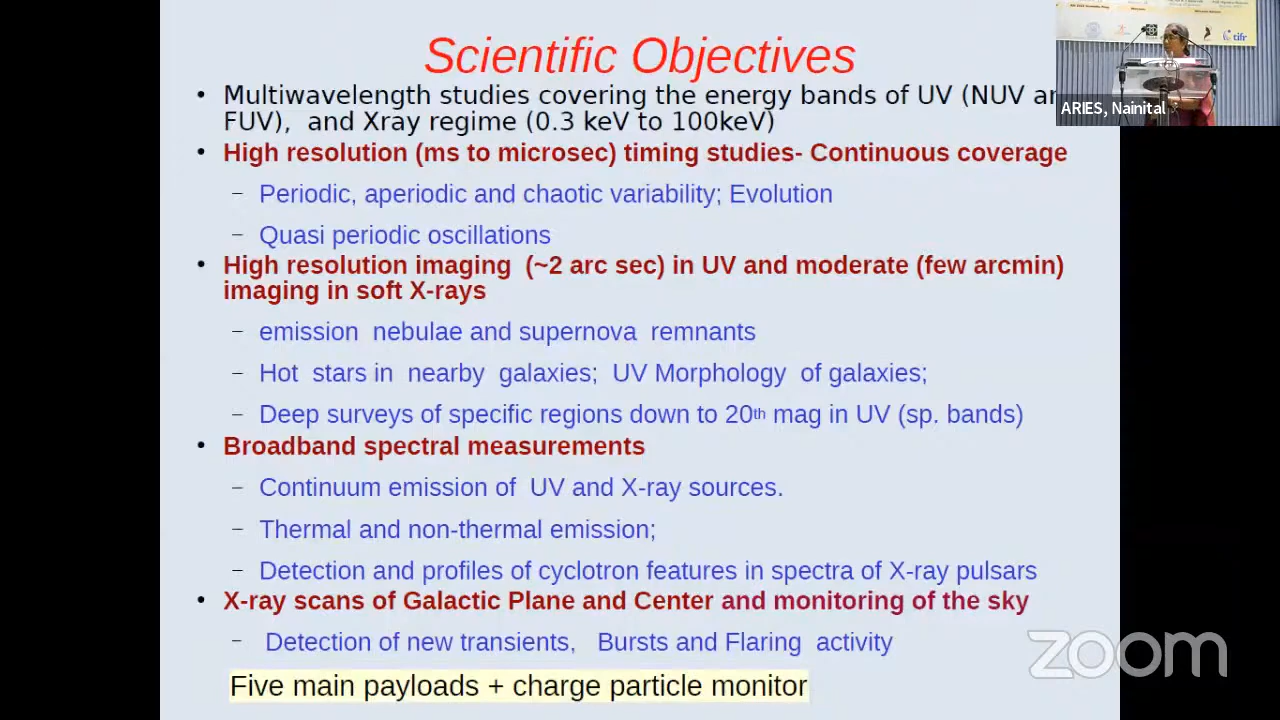 Scientific Objectives
• Multiwavelength studies covering the energy bands of UV (NUV an
FUV), and Xray regime (0.3 keV to 100keV)
• High resolution (ms to microsec) timing studies- Continuous coverage
– Periodic, aperiodic and chaotic variability; Evolution
– Quasi periodic oscillations
• High resolution imaging (~2 arc sec) in UV and moderate (few arcmin)
imaging in soft X-rays
– emission nebulae and supernova remnants
– Hot stars in nearby galaxies; UV Morphology of galaxies;
– Deep surveys of specific regions down to 20th mag in UV (sp. bands)
• Broadband spectral measurements
– Continuum emission of UV and X-ray sources.
– Thermal and non-thermal emission;
– Detection and profiles of cyclotron features in spectra of X-ray pulsars
• X-ray scans of Galactic Plane and Center and monitoring of the sky
– Detection of new transients, Bursts and Flaring activity
Five main payloads + charge particle monitor
tifr
ARIES, Nainital
zoom